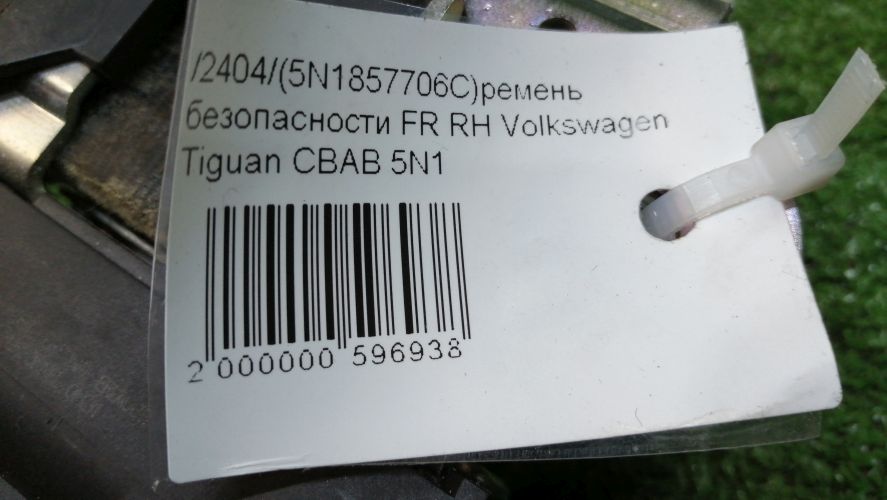 /2404/(5N1857706C)ремень
безопасности FR RH Volkswagen
Tiguan CBAB 5N1
2 000000 596938